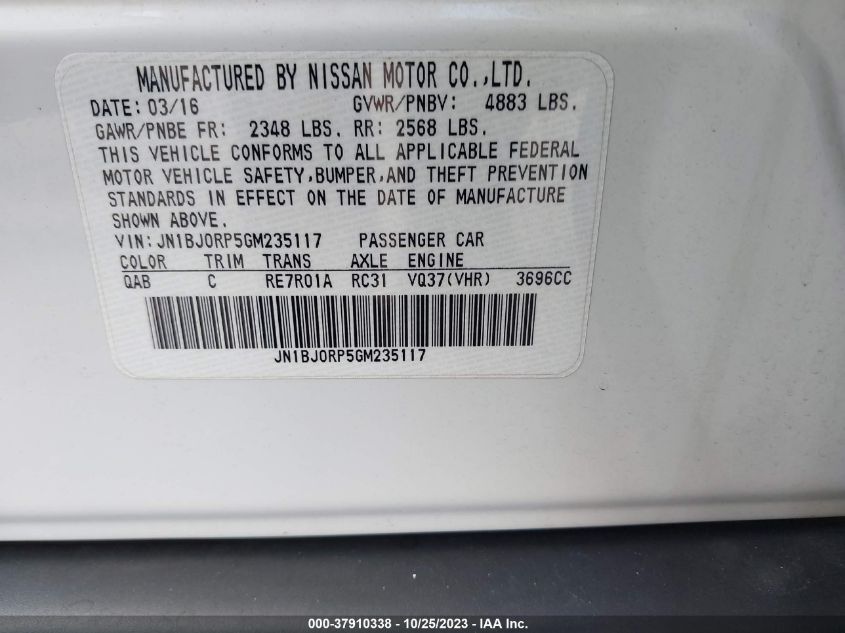 MANUFACTURED BY NISSAN MOTOR CO.,LTD.
DATE: 03/16 GVWR/PNBV: 4883 LBS.
GAWR/PNBE FR: 2348 LBS. RR: 2568 LBS.
THIS VEHICLE CONFORMS TO ALL APPLICABLE FEDERAL
MOTOR VEHICLE SAFETY,BUMPER,AND THEFT PREVENTION
STANDARDS IN EFFECT ON THE DATE OF MANUFACTURE
SHOWN ABOVE.
VIN:JN1BJ0RP5GM235117 PASSENGER CAR
COLOR TRIM TRANS AXLE ENGINE
QAB C RE7R01A RC31 VQ37(VHR) 3696CC
JN1BJ0RP5GM235117
000-37910338 - 10/25/2023 - IAA Inc.